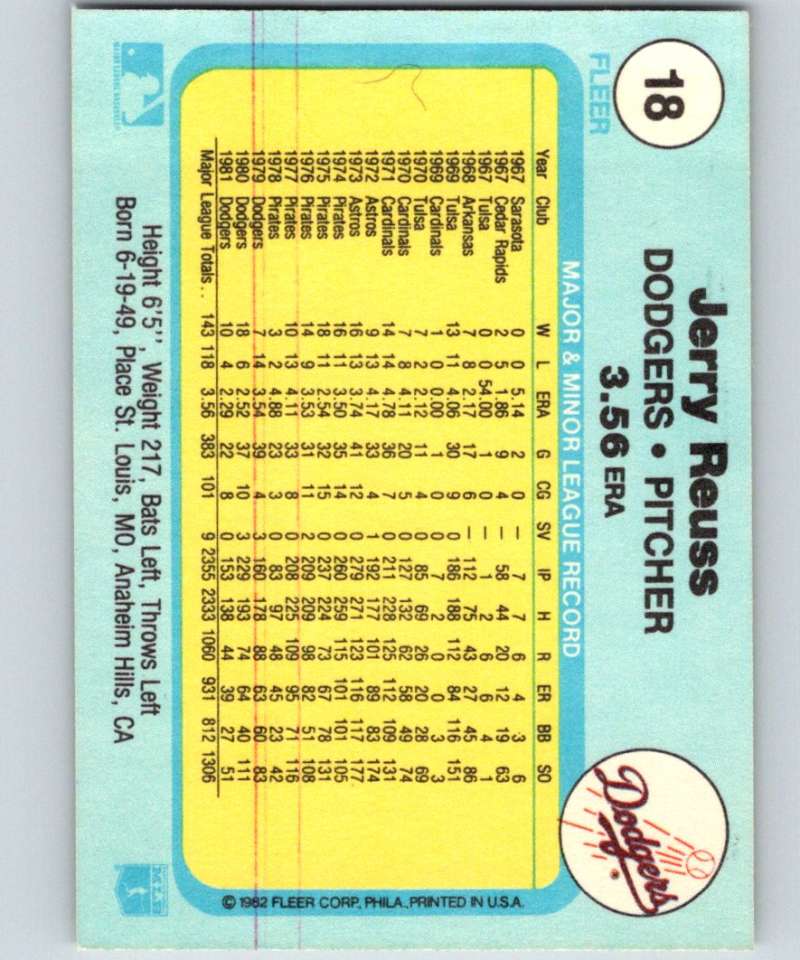 18
FLEER
Jerry Reuss
DODGERS • PITCHER
3.56 ERA
Dodgers
MAJOR & MINOR LEAGUE RECORD
Year Club W L ERA G CG SV IP H R ER BB SO
1967 Sarasota 0 0 5.14 2 0 — 7 7 6 4 3 6
1967 Cedar Rapids 2 5 1.86 9 4 — 58 44 20 12 19 63
1967 Tulsa 0 0 54.00 1 0 — 1 2 6 6 4 1
1968 Arkansas 7 8 2.17 17 6 — 112 75 43 27 45 86
1969 Tulsa 13 11 4.06 30 9 0 186 188 112 84 116 151
1969 Cardinals 1 0 0.00 1 0 0 7 2 0 0 3 3
1970 Tulsa 7 2 2.12 11 4 0 85 69 26 20 28 69
1970 Cardinals 7 8 4.11 20 5 0 127 132 62 58 49 74
1971 Cardinals 14 14 4.78 36 7 0 211 228 125 112 109 131
1972 Astros 9 13 4.17 33 4 1 192 177 101 89 83 174
1973 Astros 16 13 3.74 41 12 0 279 271 123 116 117 177
1974 Pirates 16 11 3.50 35 14 0 260 259 115 101 101 105
1975 Pirates 18 11 2.54 32 15 0 237 224 73 67 78 131
1976 Pirates 14 9 3.53 31 11 2 209 209 98 82 51 108
1977 Pirates 10 13 4.11 33 8 0 208 225 109 95 71 116
1978 Pirates 3 2 4.88 23 3 0 83 97 48 45 23 42
1979 Dodgers 7 14 3.54 39 4 3 160 178 88 63 60 83
1980 Dodgers 18 6 2.52 37 10 3 229 193 74 64 40 111
1981 Dodgers 10 4 2.29 22 8 0 153 138 44 39 27 51
Major League Totals . . 143 118 3.56 383 101 9 2355 2333 1060 931 812 1306
© 1982 FLEER CORP., PHILA., PRINTED IN U.S.A.
Height 6'5'', Weight 217, Bats Left, Throws Left
Born 6-19-49, Place St. Louis, MO, Anaheim Hills, CA